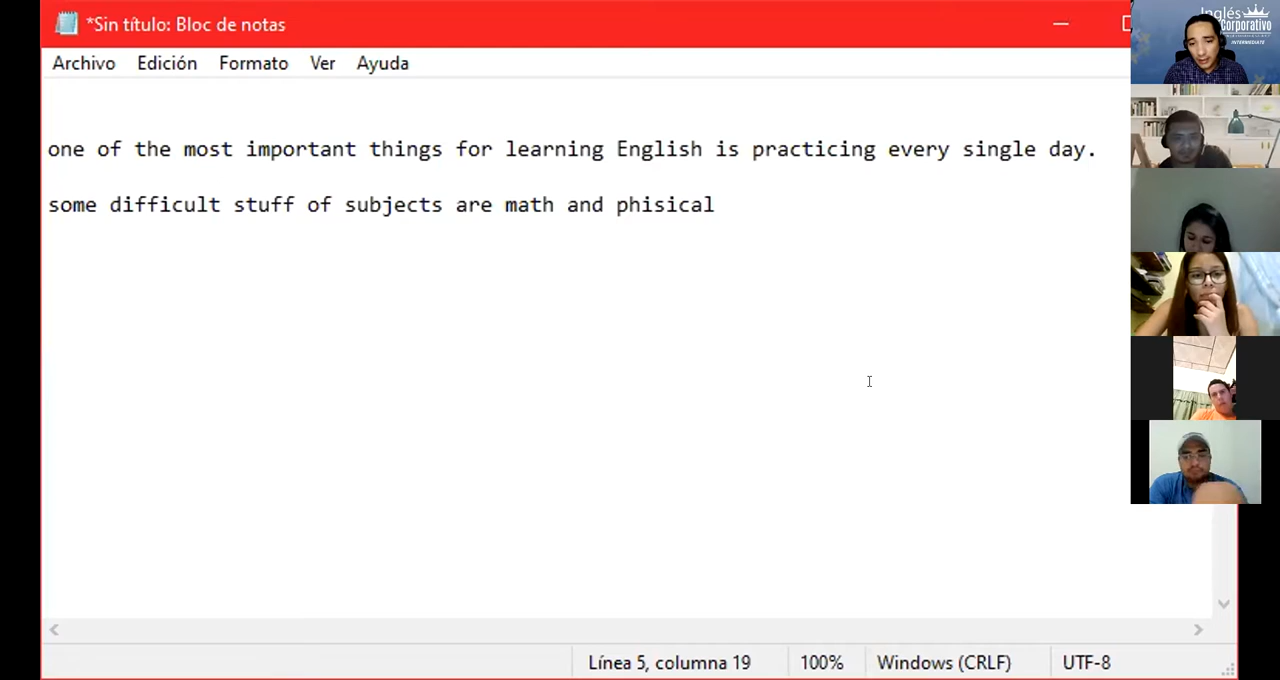 *Sin título: Bloc de notas
Archivo Edición Formato Ver Ayuda
one of the most important things for learning English is practicing every single day.
some difficult stuff of subjects are math and phisical
Línea 5, columna 19 100% Windows (CRLF) UTF-8
Inglés
Corporativo
INTERMEDIATE